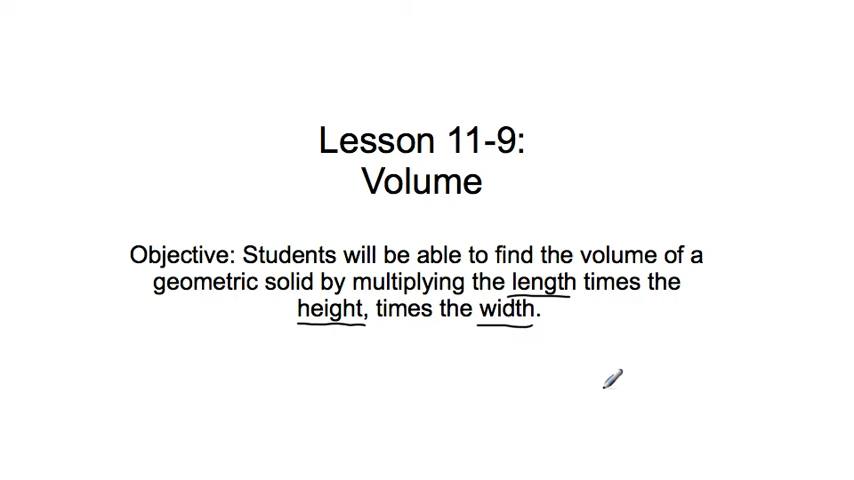 Lesson 11-9:
Volume
Objective: Students will be able to find the volume of a
geometric solid by multiplying the length times the
height, times the width.